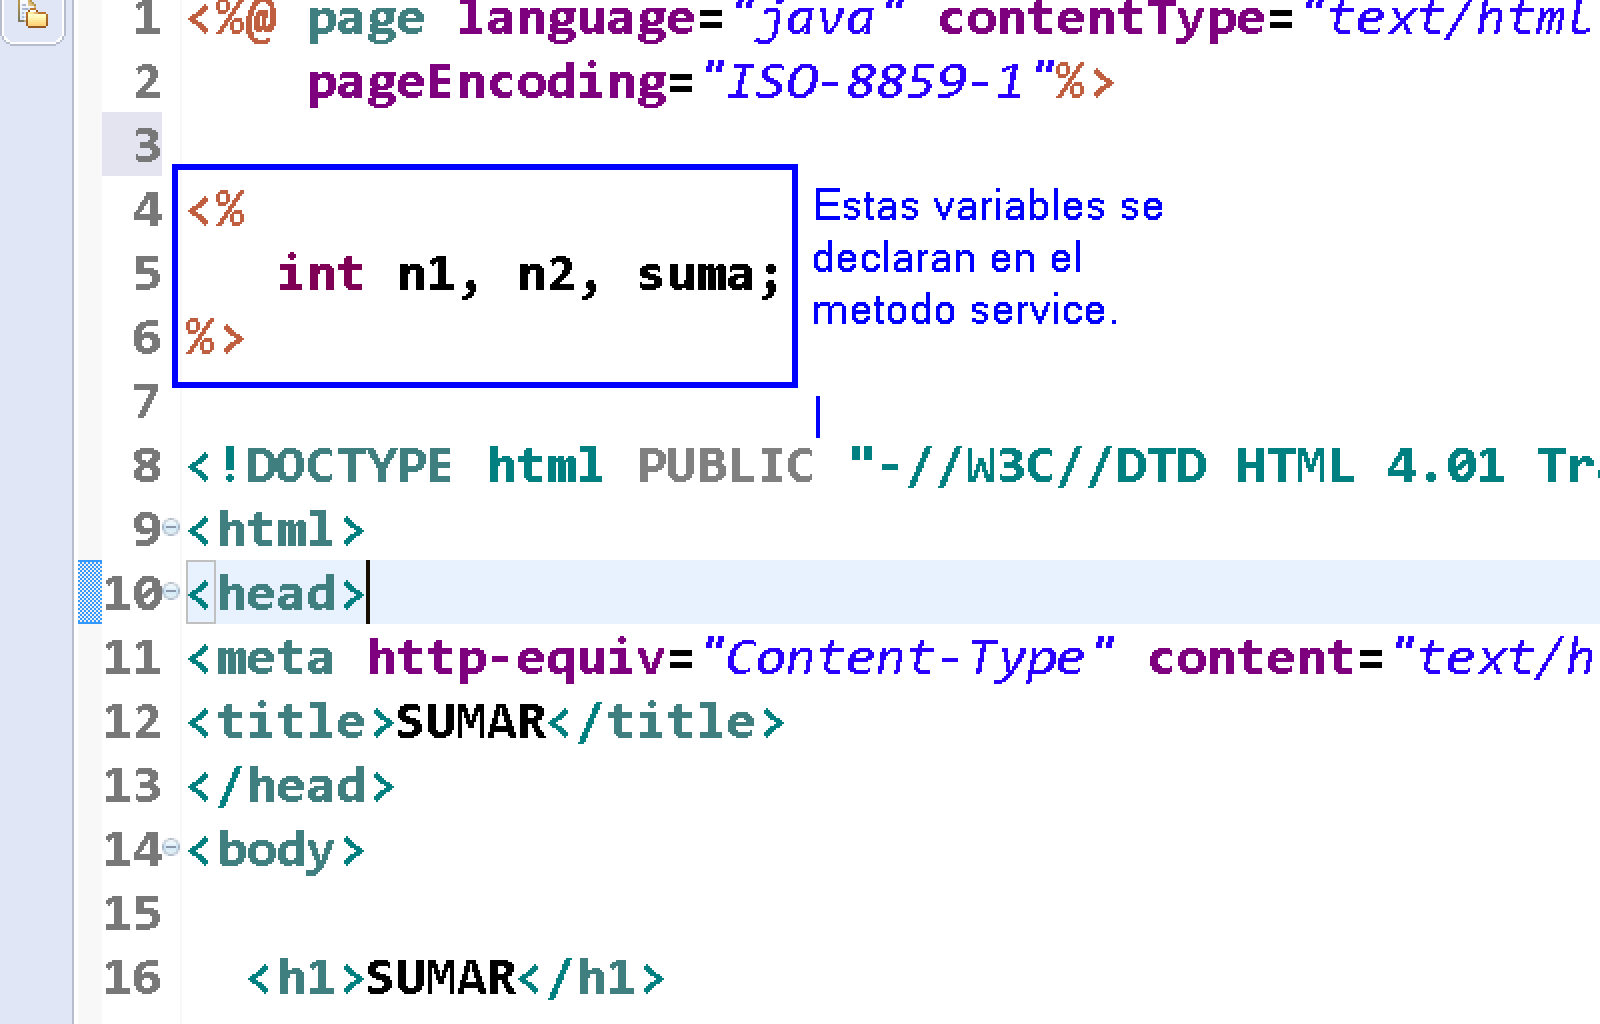 1 <%@ page language="java" contentType="text/html
2 pageEncoding="ISO-8859-1"%>
3
4 <%
5 int n1, n2, suma;
6 %>
Estas variables se
declaran en el
metodo service.
7
8 <!DOCTYPE html PUBLIC "-//W3C//DTD HTML 4.01 Tr
9 <html>
10 <head>
11 <meta http-equiv="Content-Type" content="text/h
12 <title>SUMAR</title>
13 </head>
14 <body>
15
16 <h1>SUMAR</h1>